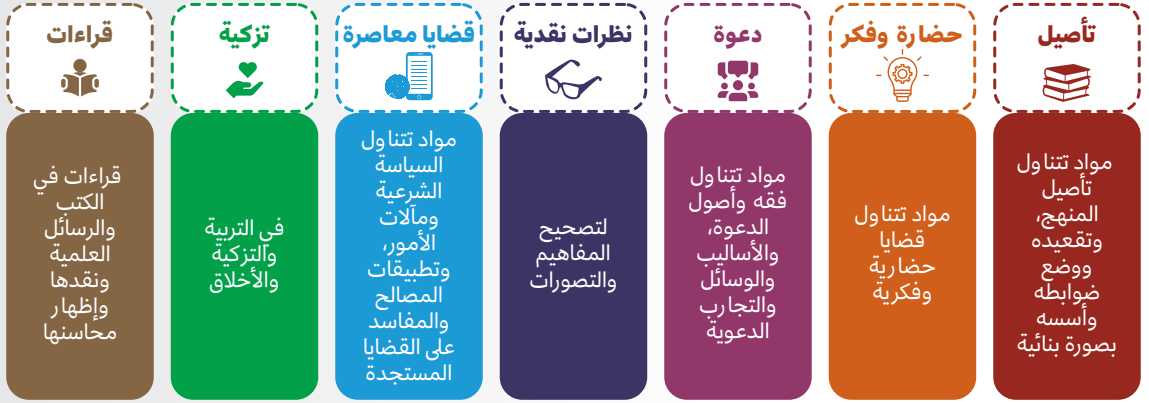 تأصيل
مواد تتناول
تأصيل
المنهج،
وتقعيده
ووضع
ضوابطه
وأسسه
بصورة بنائية
حضارة وفكر
مواد تتناول
قضايا
حضارية
وفكرية
دعوة
مواد تتناول
فقه وأصول
الدعوة،
والأساليب
والوسائل
والتجارب
الدعوية
نظرات نقدية
لتصحيح
المفاهيم
والتصورات
قضايا معاصرة
مواد تتناول
السياسة
الشرعية
ومآلات
الأمور،
وتطبيقات
المصالح
والمفاسد
على القضايا
المستجدة
تزكية
في التربية
والتزكية
والأخلاق
قراءات
قراءات في
الكتب
والرسائل
العلمية
ونقدها
وإظهار
محاسنها